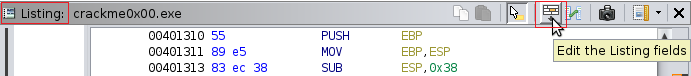 Listing: crackme0x00.exe
00401310 55 PUSH EBP
00401311 89 e5 MOV EBP,ESP
00401313 83 ec 38 SUB ESP,0x38
Edit the Listing fields